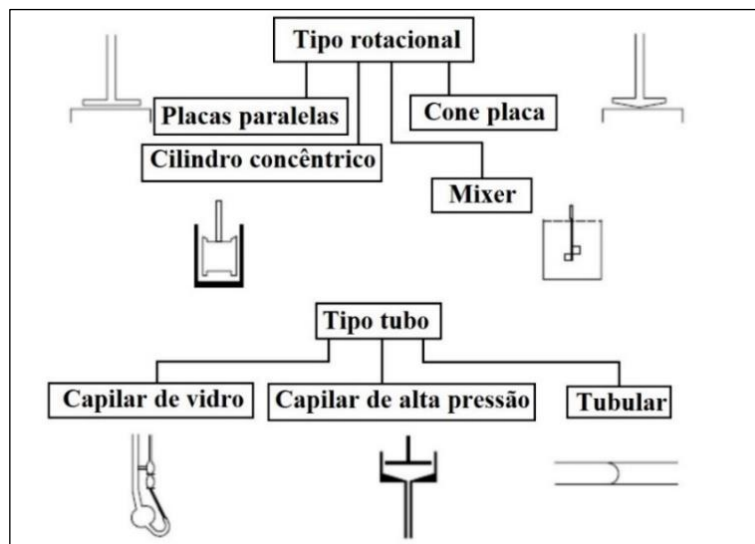 Tipo rotacional
Placas paralelas
Cone placa
Cilindro concêntrico
Mixer
Tipo tubo
Capilar de vidro
Capilar de alta pressão
Tubular